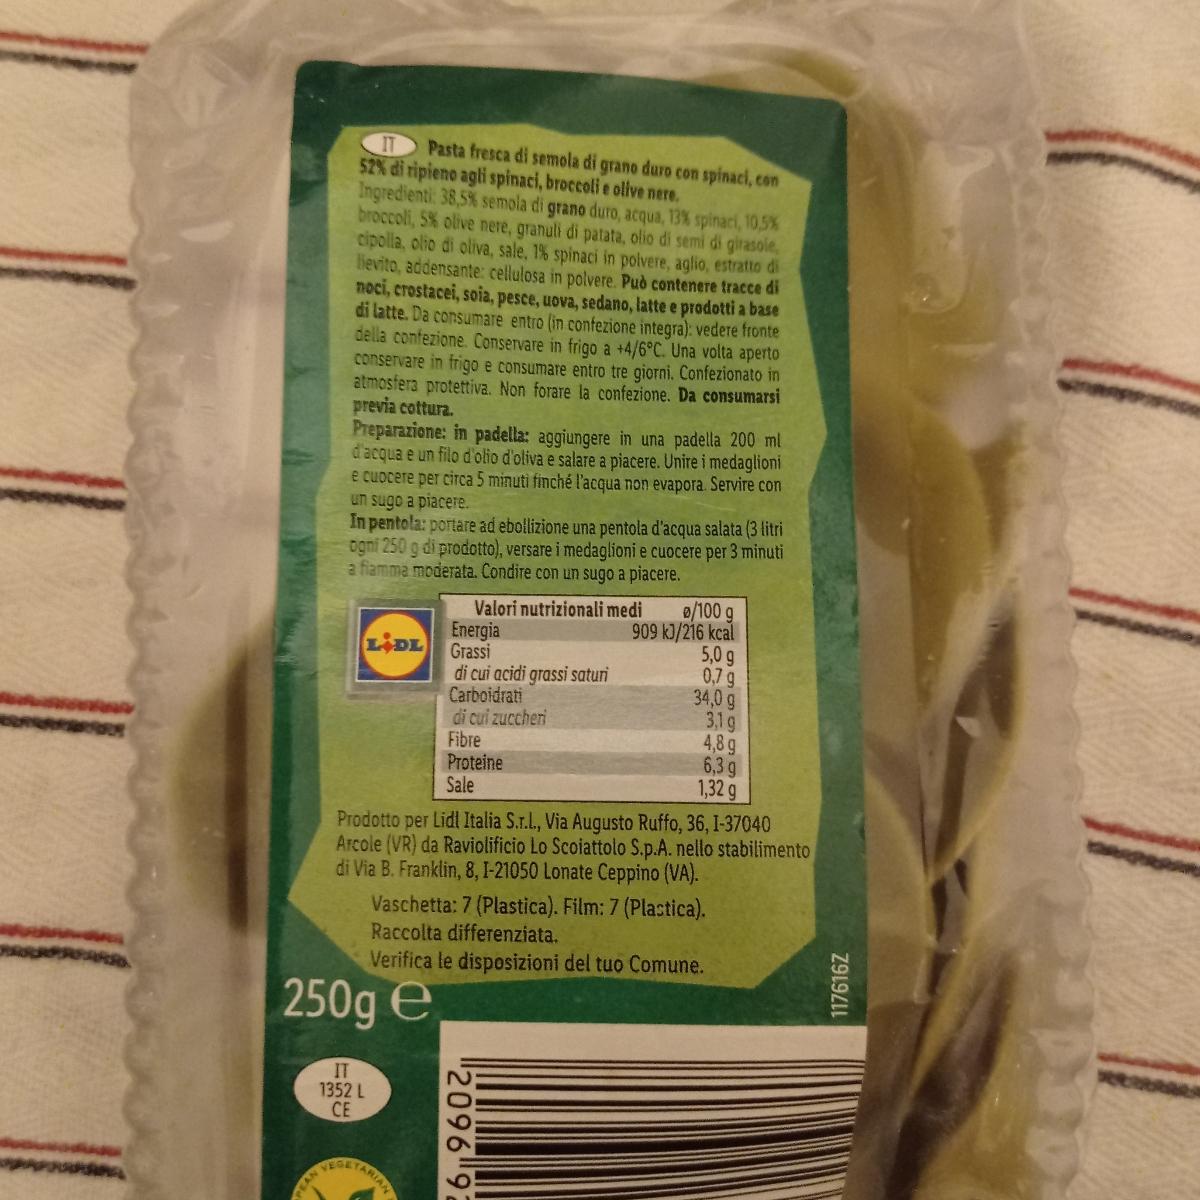 IT Pasta fresca di semola di grano duro con spinaci, con
52% di ripieno agli spinaci, broccoli e olive nere.
Ingredienti: 38,5% semola di grano duro, acqua, 13% spinaci, 10,5%
broccoli, 5% olive nere, granuli di patata, olio di semi di girasole,
cipolla, olio di oliva, sale, 1% spinaci in polvere, aglio, estratto di
lievito, addensante: cellulosa in polvere. Può contenere tracce di
noci, crostacei, soia, pesce, uova, sedano, latte e prodotti a base
di latte. Da consumare entro (in confezione integra): vedere fronte
della confezione. Conservare in frigo a +4/6°C. Una volta aperto
conservare in frigo e consumare entro tre giorni. Confezionato in
atmosfera protettiva. Non forare la confezione. Da consumarsi
previa cottura.
Preparazione: in padella: aggiungere in una padella 200 ml
d'acqua e un filo d'olio d'oliva e salare a piacere. Unire i medaglioni
e cuocere per circa 5 minuti finché l'acqua non evapora. Servire con
un sugo a piacere.
In pentola: portare ad ebollizione una pentola d'acqua salata (3 litri
ogni 250 g di prodotto), versare i medaglioni e cuocere per 3 minuti
a fiamma moderata. Condire con un sugo a piacere.
LIDL
Valori nutrizionali medi ø/100 g
Energia 909 kJ/216 kcal
Grassi 5,0 g
di cui acidi grassi saturi 0,7 g
Carboidrati 34,0 g
di cui zuccheri 3,1 g
Fibre 4,8 g
Proteine 6,3 g
Sale 1,32 g
Prodotto per Lidl Italia S.r.l., Via Augusto Ruffo, 36, I-37040
Arcole (VR) da Raviolificio Lo Scoiattolo S.p.A. nello stabilimento
di Via B. Franklin, 8, I-21050 Lonate Ceppino (VA).
Vaschetta: 7 (Plastica). Film: 7 (Plastica).
Raccolta differenziata.
Verifica le disposizioni del tuo Comune.
117616Z
250g e
IT
1352 L
CE
2096 9
VEGETARIAN